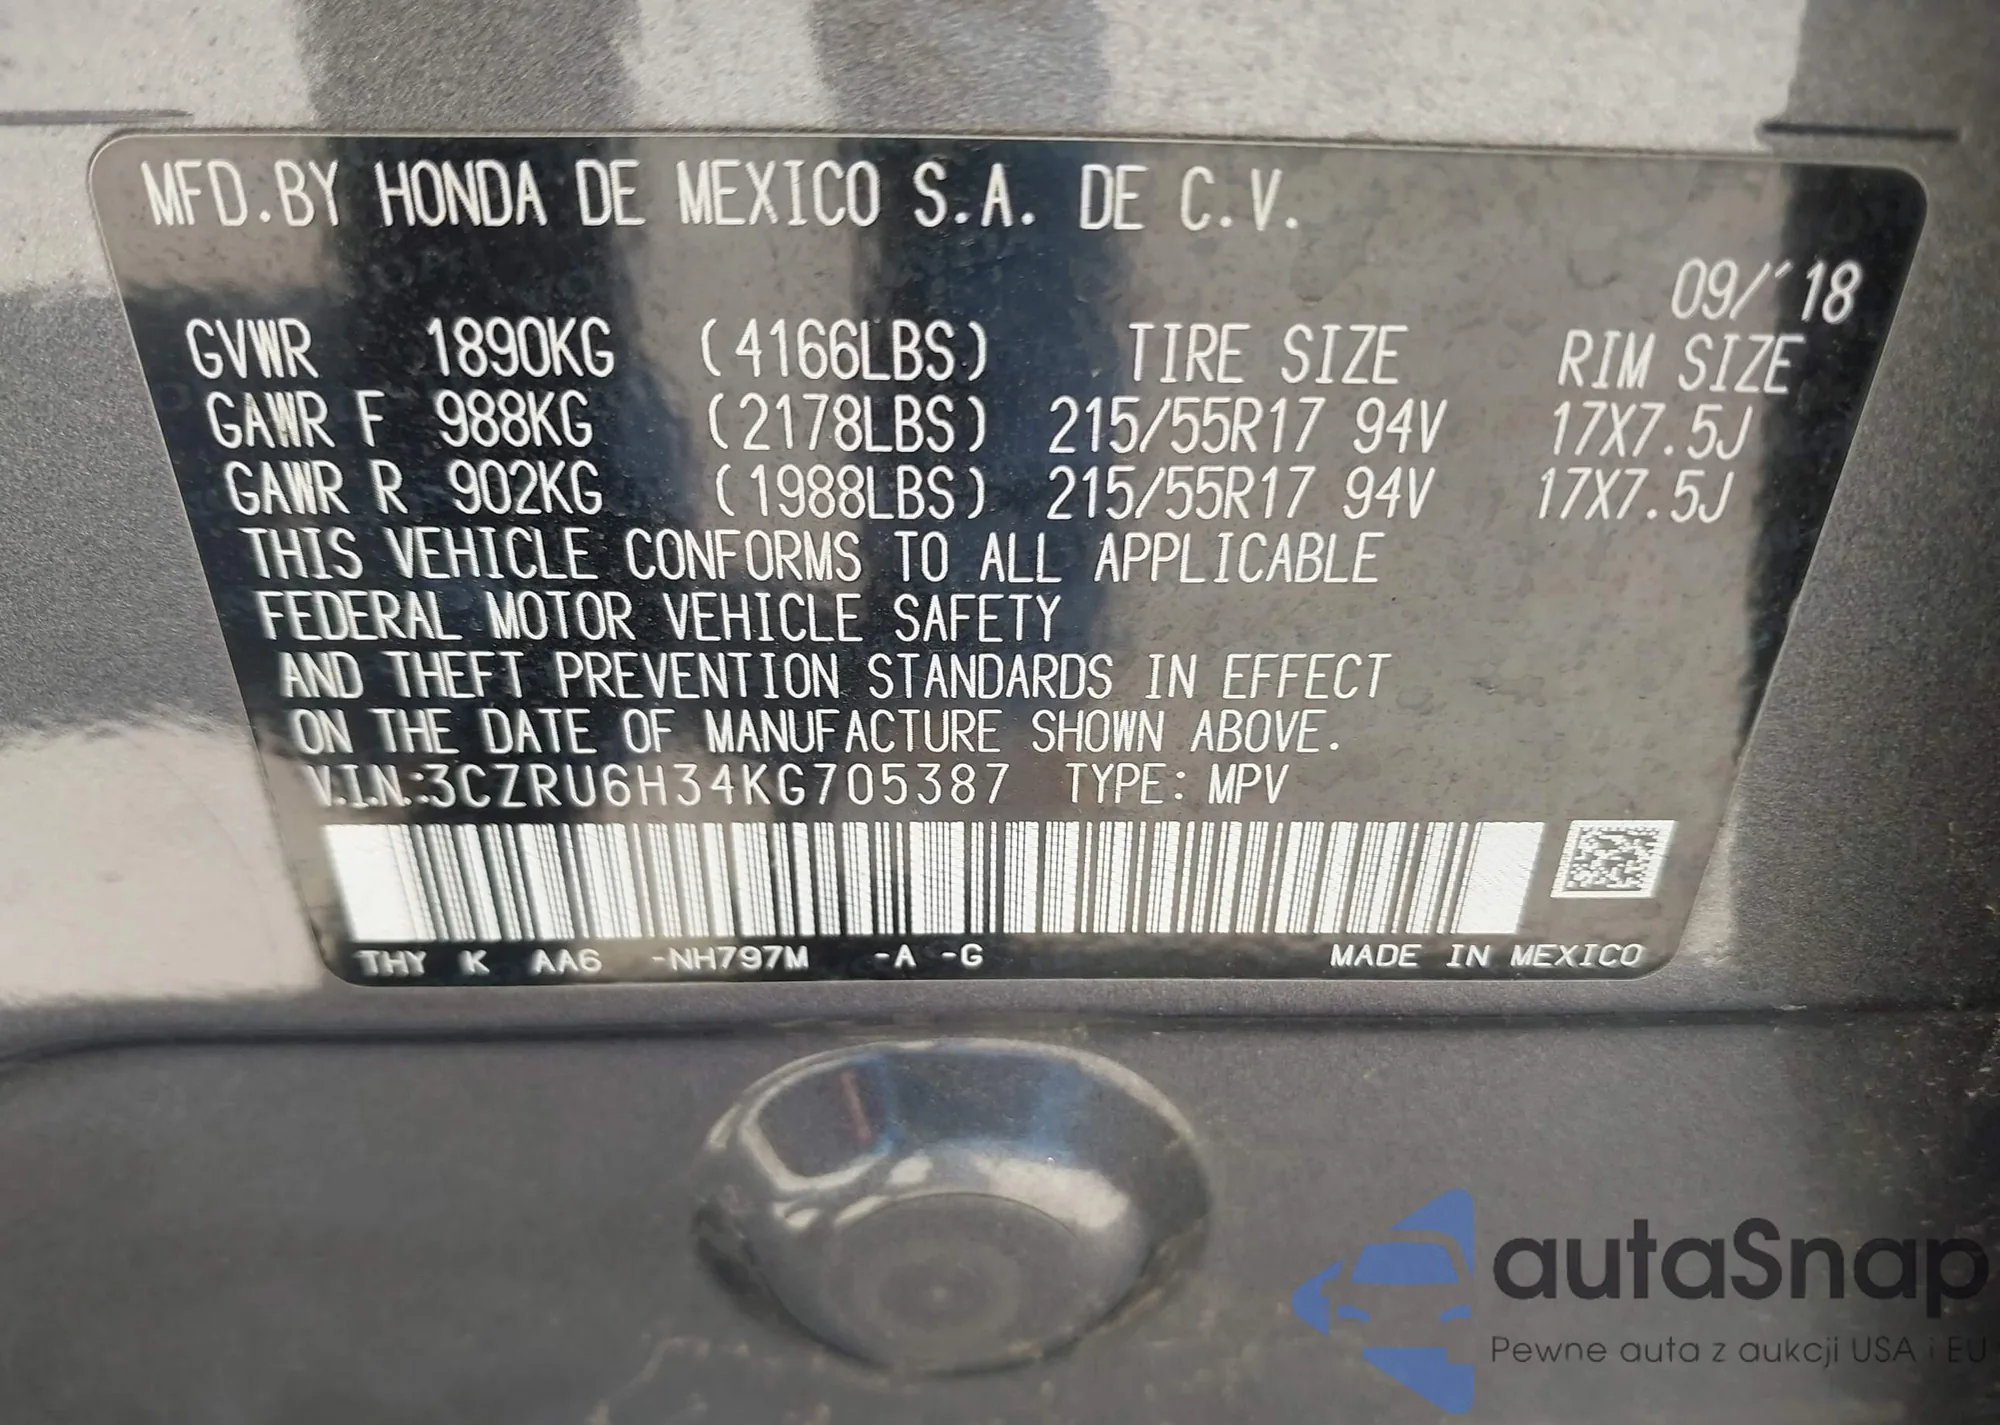 MFD.BY HONDA DE MEXICO S.A. DE C.V.
09/'18
GVWR 1890KG (4166LBS) TIRE SIZE RIM SIZE
GAWR F 988KG (2178LBS) 215/55R17 94V 17X7.5J
GAWR R 902KG (1988LBS) 215/55R17 94V 17X7.5J
THIS VEHICLE CONFORMS TO ALL APPLICABLE
FEDERAL MOTOR VEHICLE SAFETY
AND THEFT PREVENTION STANDARDS IN EFFECT
ON THE DATE OF MANUFACTURE SHOWN ABOVE.
V.I.N.:3CZRU6H34KG705387 TYPE: MPV
THY K AA6 -NH797M -A -G MADE IN MEXICO
autaSnap
Pewne auta z aukcji USA i EU